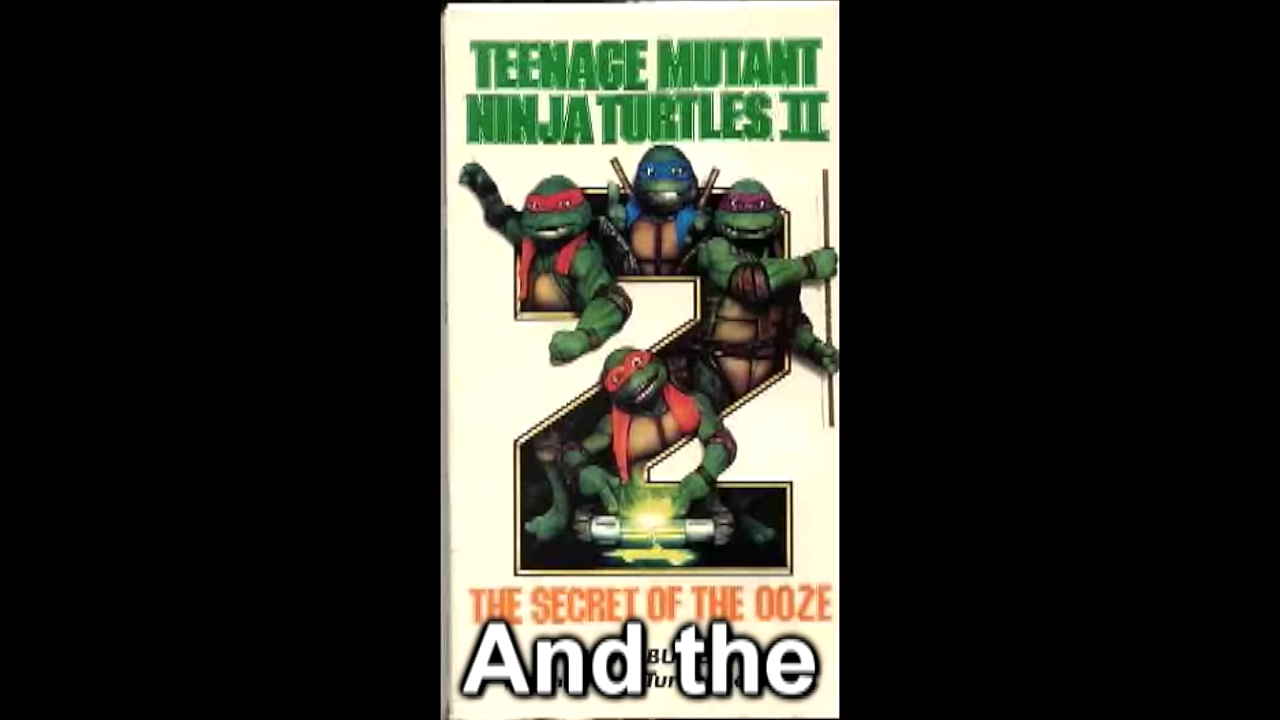 TEENAGE MUTANT
NINJA TURTLES II
THE SECRET OF THE OOZE
And the